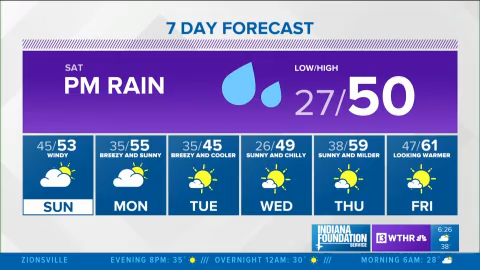 7 DAY FORECAST
SAT
PM RAIN
LOW/HIGH
27/50
45/53
WINDY
SUN
35/55
BREEZY AND SUNNY
MON
35/45
BREEZY AND COOLER
TUE
26/49
SUNNY AND CHILLY
WED
38/59
SUNNY AND MILDER
THU
47/61
LOOKING WARMER
FRI
INDIANA
FOUNDATION
SERVICE
13 WTHR
6:26
38°
ZIONSVILLE EVENING 8PM: 35° /// OVERNIGHT 12AM: 30° /// MORNING 6AM: 28°